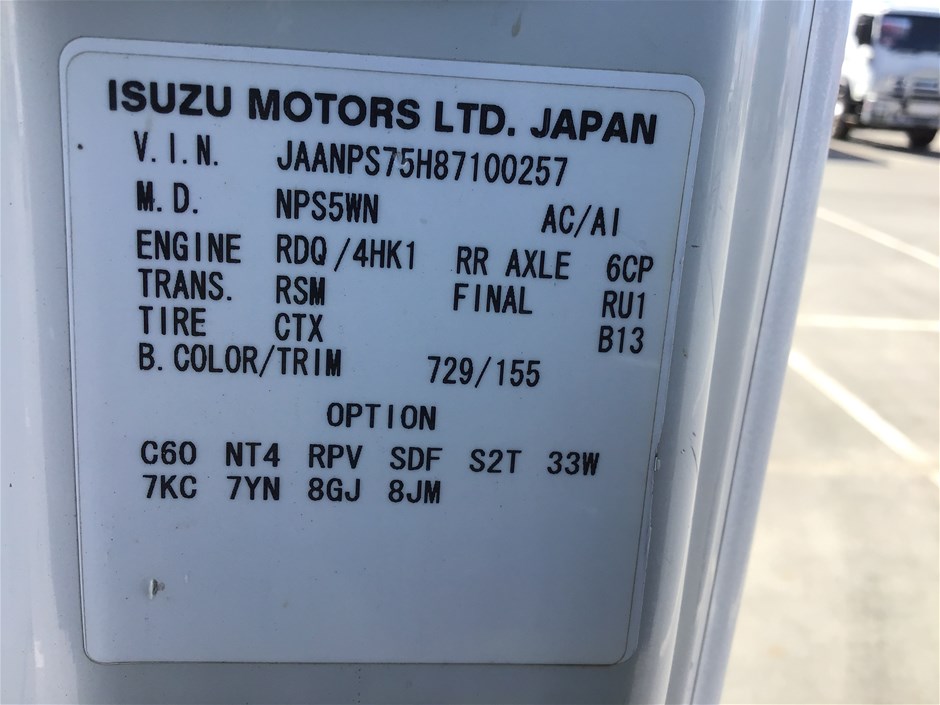 ISUZU MOTORS LTD. JAPAN
V.I.N. JAANPS75H87100257
M.D. NPS5WN AC/AI
ENGINE RDQ/4HK1 RR AXLE 6CP
TRANS. RSM FINAL RU1
TIRE CTX B13
B.COLOR/TRIM 729/155
OPTION
C60 NT4 RPV SDF S2T 33W
7KC 7YN 8GJ 8JM